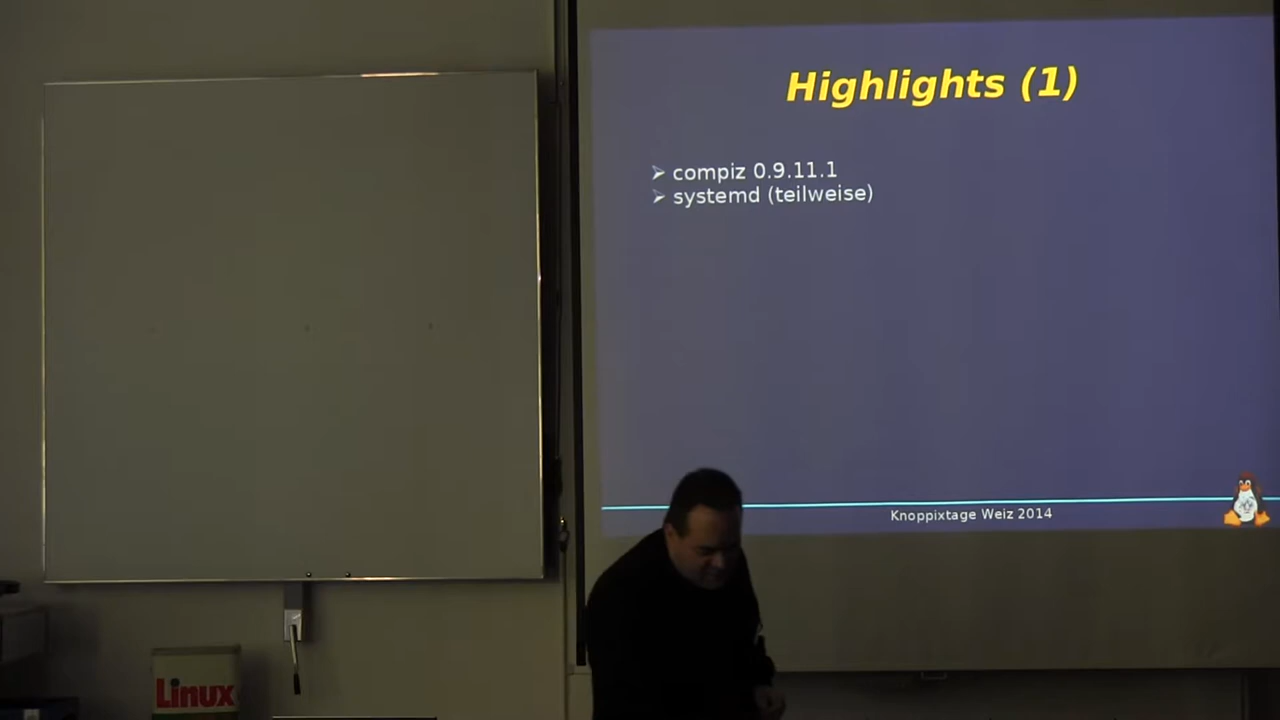 Highlights (1)
compiz 0.9.11.1
systemd (teilweise)
Knoppixtage Weiz 2014
Linux